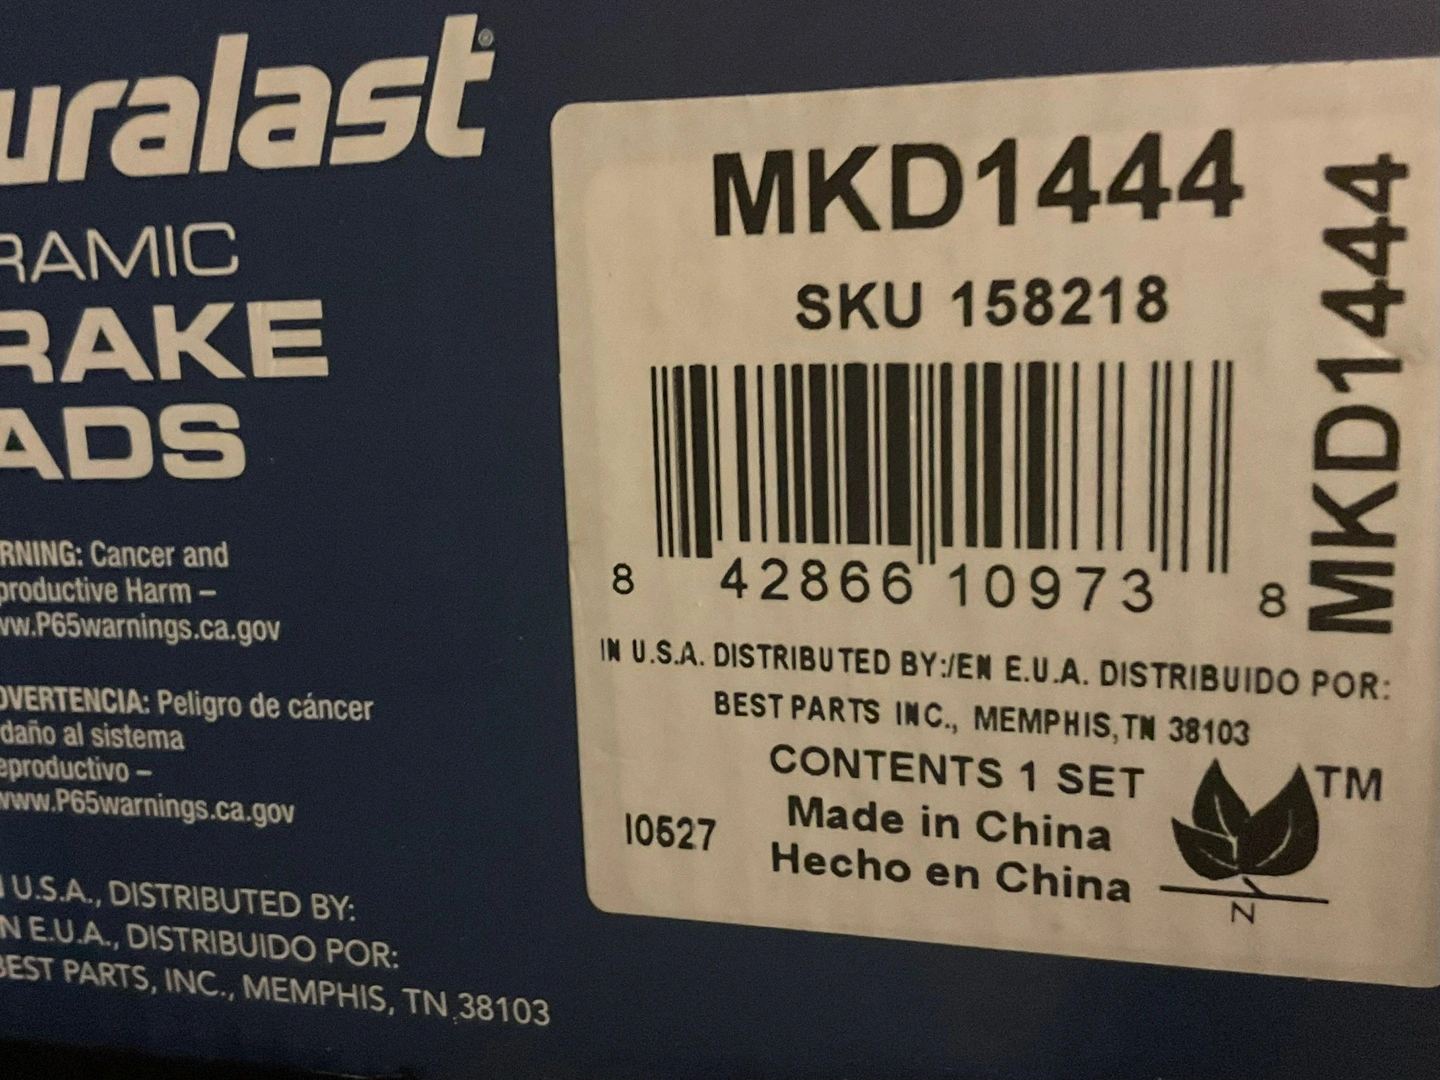 uralast®
RAMIC
RAKE
ADS
RNING: Cancer and
productive Harm –
ww.P65warnings.ca.gov
DVERTENCIA: Peligro de cáncer
daño al sistema
eproductivo –
www.P65warnings.ca.gov
N U.S.A., DISTRIBUTED BY:
N E.U.A., DISTRIBUIDO POR:
BEST PARTS, INC., MEMPHIS, TN 38103
MKD1444
SKU 158218
8 42866 10973 8
IN U.S.A. DISTRIBUTED BY:/EN E.U.A. DISTRIBUIDO POR:
BEST PARTS INC., MEMPHIS,TN 38103
CONTENTS 1 SET
Made in China
Hecho en China
I0527
TM
N
MKD1444